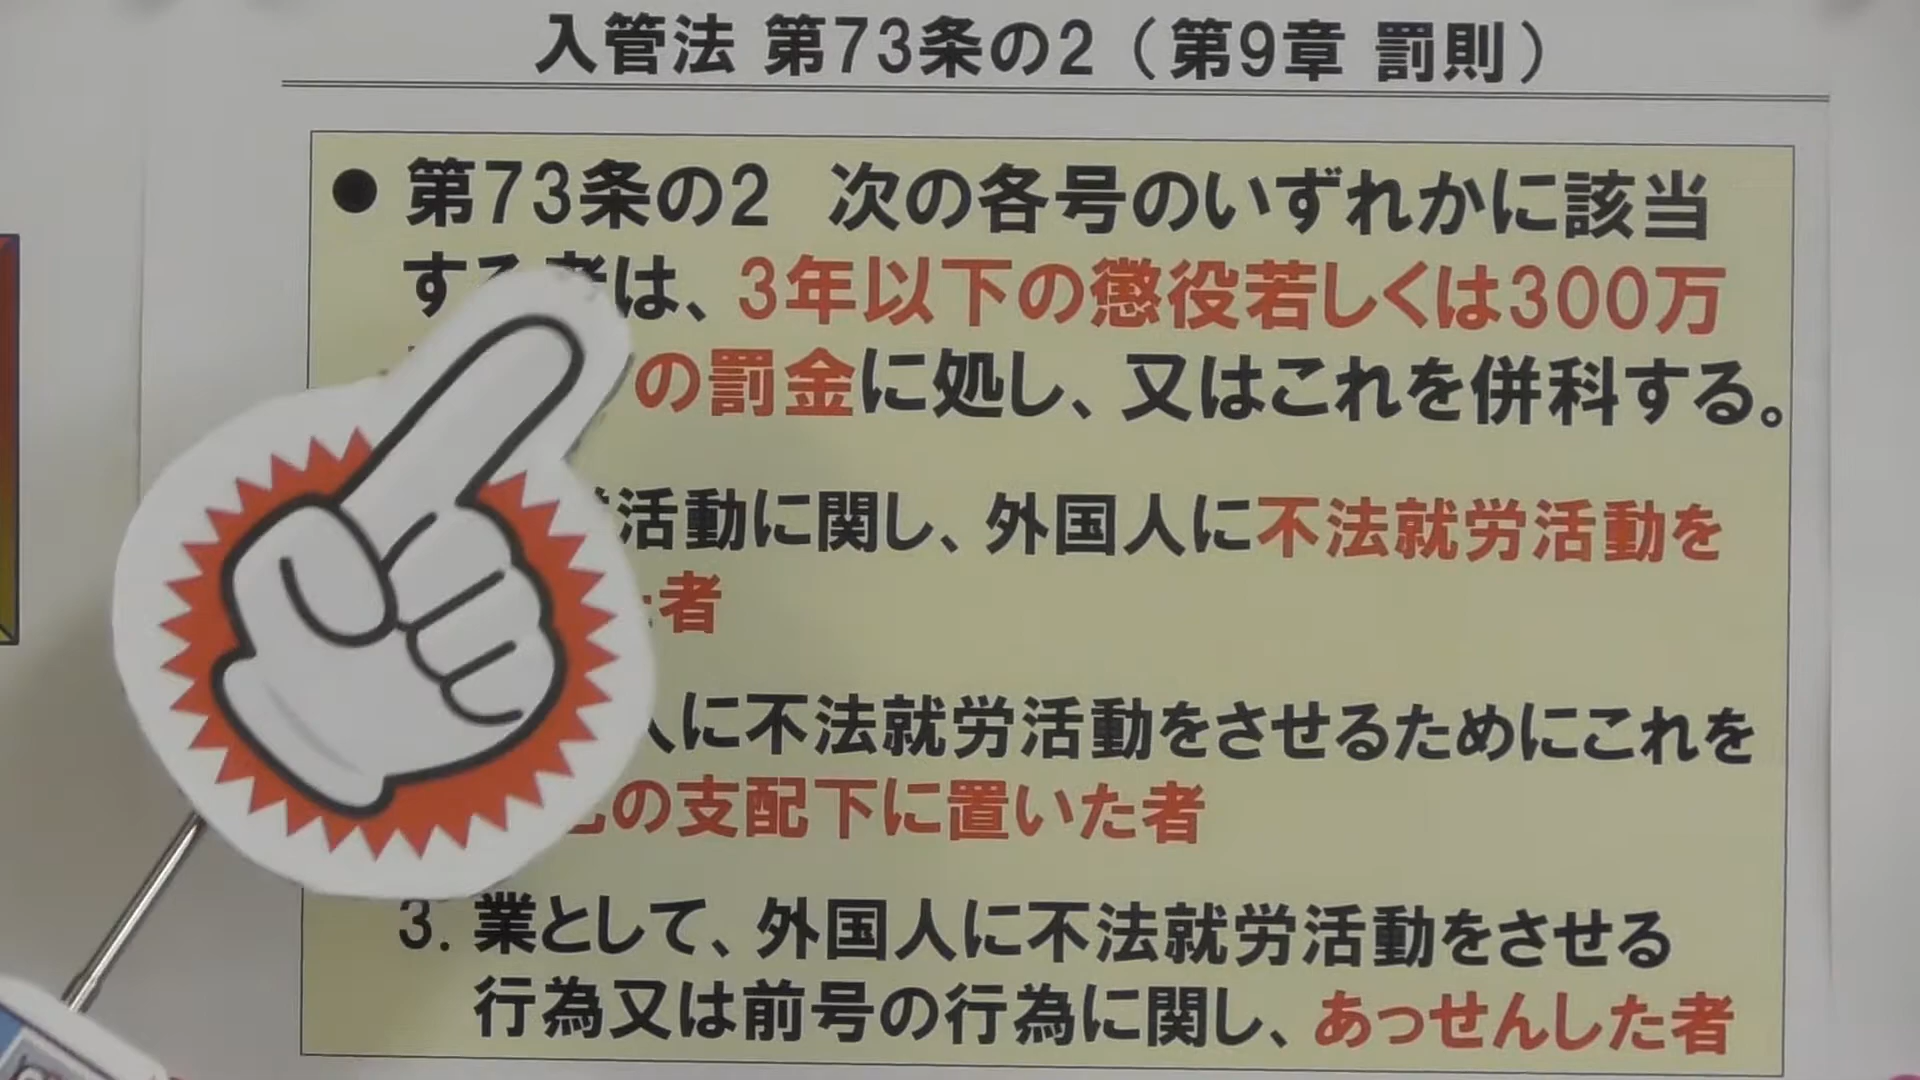 入管法 第73条の2（第9章 罰則）
● 第73条の2 次の各号のいずれかに該当
する者は、3年以下の懲役若しくは300万
の罰金に処し、又はこれを併科する。
活動に関し、外国人に不法就労活動を
た者
人に不法就労活動をさせるためにこれを
己の支配下に置いた者
3. 業として、外国人に不法就労活動をさせる
行為又は前号の行為に関し、あっせんした者